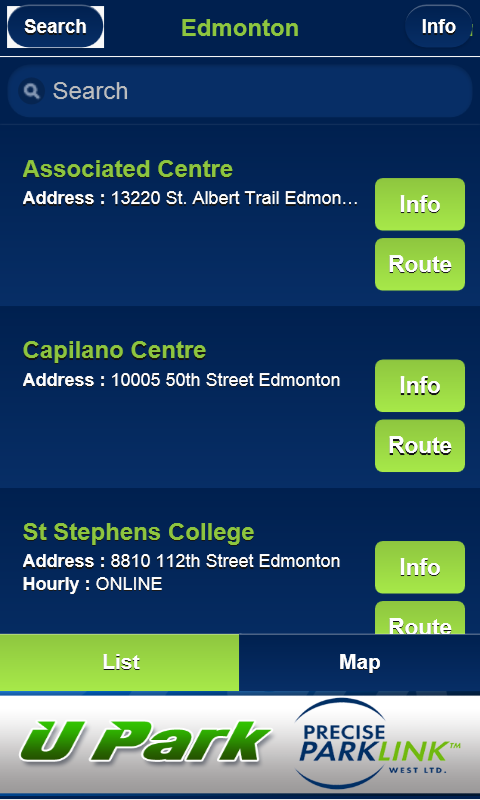 Search
Edmonton
Info
Search
Associated Centre
Address : 13220 St. Albert Trail Edmon...
Info
Route
Capilano Centre
Address : 10005 50th Street Edmonton
Info
Route
St Stephens College
Address : 8810 112th Street Edmonton
Hourly : ONLINE
Info
Route
List
Map
U Park
PRECISE
PARKLINK™
WEST LTD.